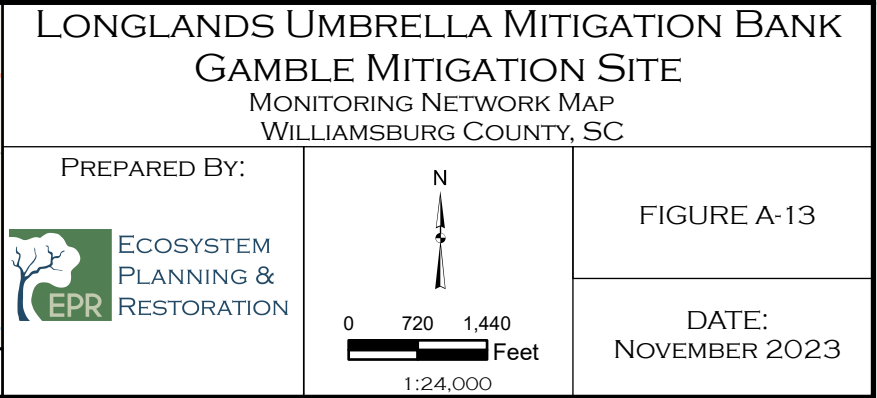 LONGLANDS UMBRELLA MITIGATION BANK
GAMBLE MITIGATION SITE
MONITORING NETWORK MAP
WILLIAMSBURG COUNTY, SC
PREPARED BY:
EPR
ECOSYSTEM
PLANNING &
RESTORATION
N
0 720 1,440
Feet
1:24,000
FIGURE A-13
DATE:
NOVEMBER 2023